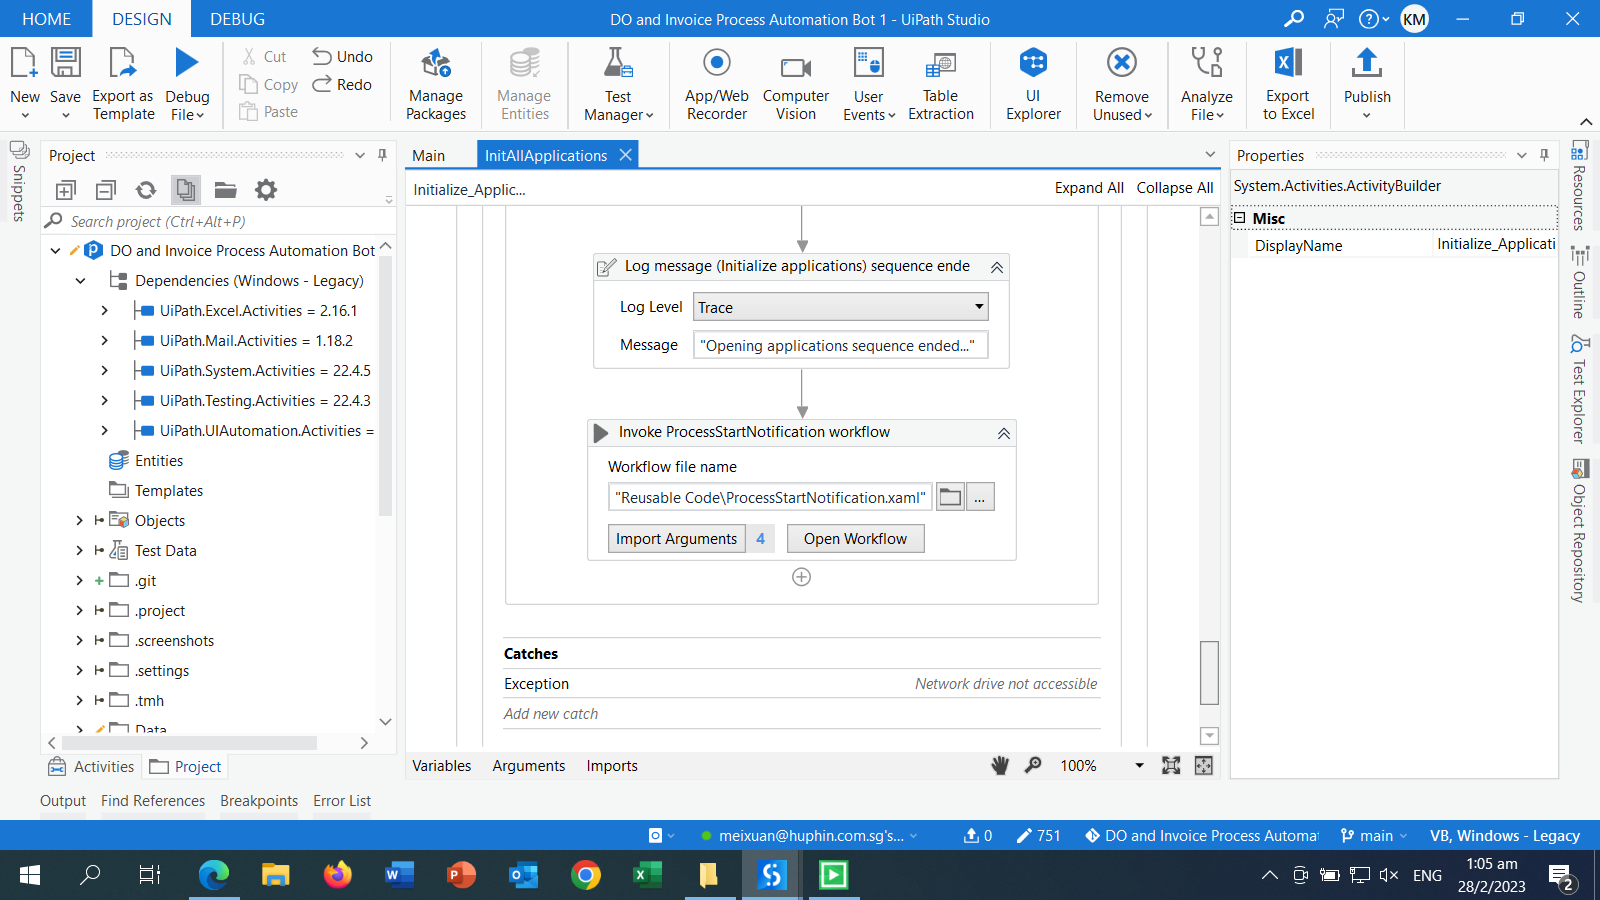 HOME DESIGN DEBUG DO and Invoice Process Automation Bot 1 - UiPath Studio KM
New Save Export as Template Debug File
Cut Copy Paste Undo Redo
Manage Packages Manage Entities Test Manager App/Web Recorder Computer Vision User Events Table Extraction UI Explorer Remove Unused Analyze File Export to Excel Publish
Snippets
Project
Search project (Ctrl+Alt+P)
DO and Invoice Process Automation Bot
Dependencies (Windows - Legacy)
UiPath.Excel.Activities = 2.16.1
UiPath.Mail.Activities = 1.18.2
UiPath.System.Activities = 22.4.5
UiPath.Testing.Activities = 22.4.3
UiPath.UIAutomation.Activities =
Entities
Templates
Objects
Test Data
.git
.project
.screenshots
.settings
.tmh
Data
Activities Project
Main InitAllApplications
Initialize_Applic... Expand All Collapse All
Log message (Initialize applications) sequence ende
Log Level Trace
Message "Opening applications sequence ended..."
Invoke ProcessStartNotification workflow
Workflow file name
"Reusable Code\ProcessStartNotification.xaml" ...
Import Arguments 4 Open Workflow
Catches
Exception Network drive not accessible
Add new catch
Variables Arguments Imports 100%
Properties
System.Activities.ActivityBuilder
Misc
DisplayName Initialize_Applicati
Resources
Outline
Test Explorer
Object Repository
Output Find References Breakpoints Error List
meixuan@huphin.com.sg's... 0 751 DO and Invoice Process Automat main VB, Windows - Legacy
ENG 1:05 am
28/2/2023 2